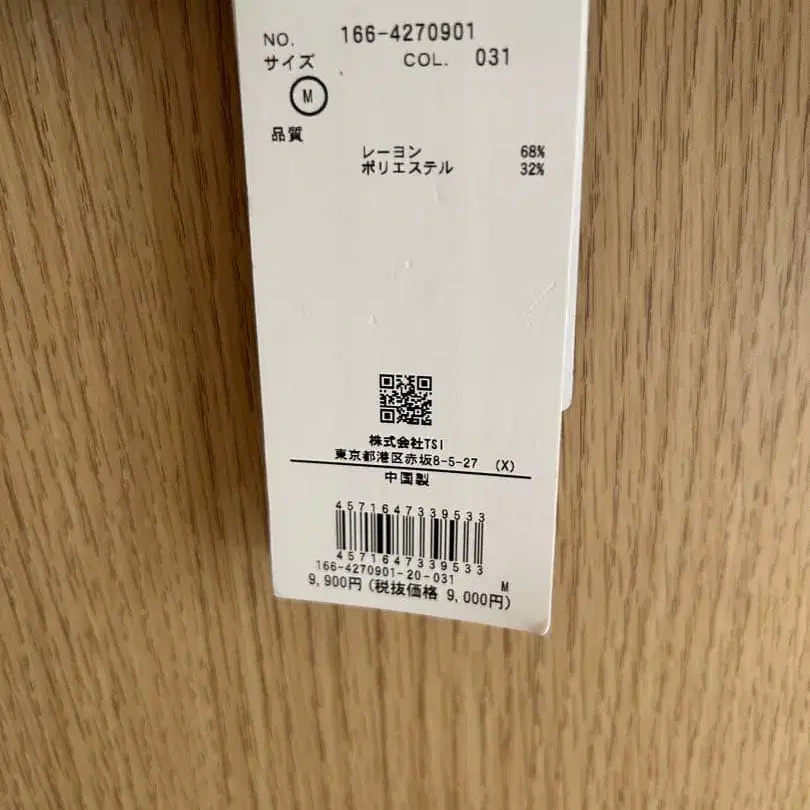 NO. 166-4270901
サイズ COL. 031
M
品質
レーヨン 68%
ポリエステル 32%
株式会社TSI
東京都港区赤坂8-5-27 (X)
中国製
4571647339533
4571647339533
166-4270901-20-031 M
9,900円(税抜価格 9,000円)